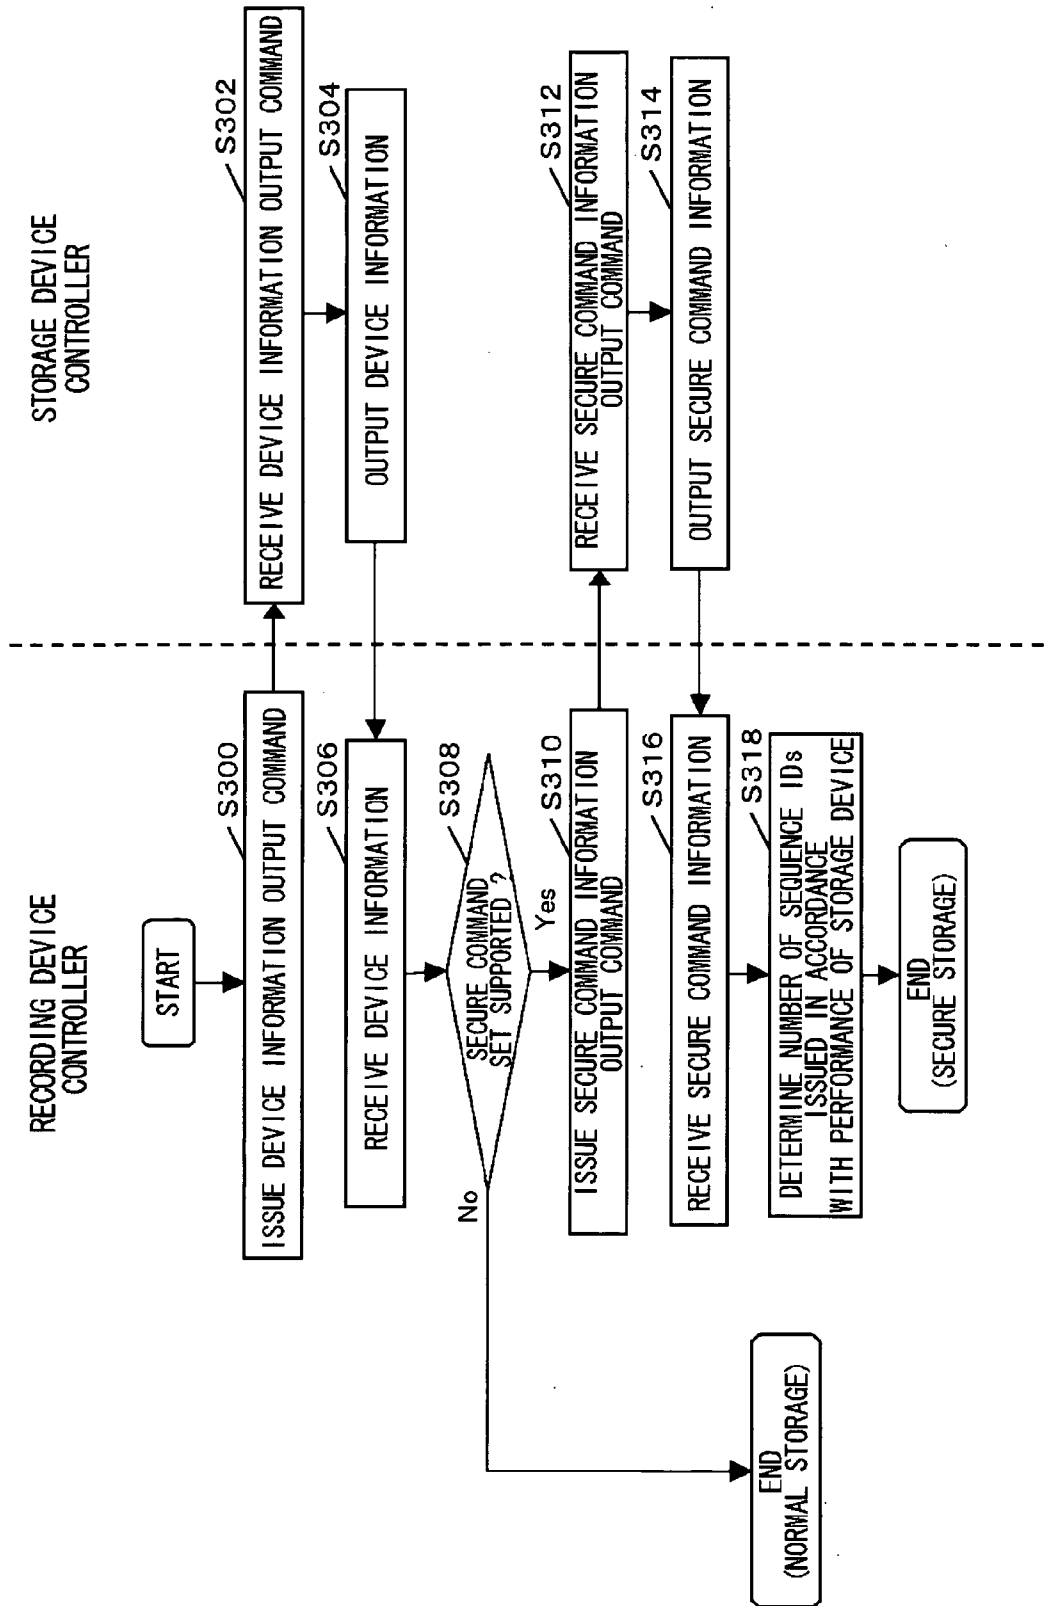 RECORDING DEVICE
CONTROLLER
STORAGE DEVICE
CONTROLLER
START
S300
ISSUE DEVICE INFORMATION OUTPUT COMMAND
S302
RECEIVE DEVICE INFORMATION OUTPUT COMMAND
S304
OUTPUT DEVICE INFORMATION
S306
RECEIVE DEVICE INFORMATION
S308
SECURE COMMAND
SET SUPPORTED ?
No
Yes
S310
ISSUE SECURE COMMAND INFORMATION
OUTPUT COMMAND
S312
RECEIVE SECURE COMMAND INFORMATION
OUTPUT COMMAND
S314
OUTPUT SECURE COMMAND INFORMATION
S316
RECEIVE SECURE COMMAND INFORMATION
S318
DETERMINE NUMBER OF SEQUENCE IDs
ISSUED IN ACCORDANCE
WITH PERFORMANCE OF STORAGE DEVICE
END
(NORMAL STORAGE)
END
(SECURE STORAGE)